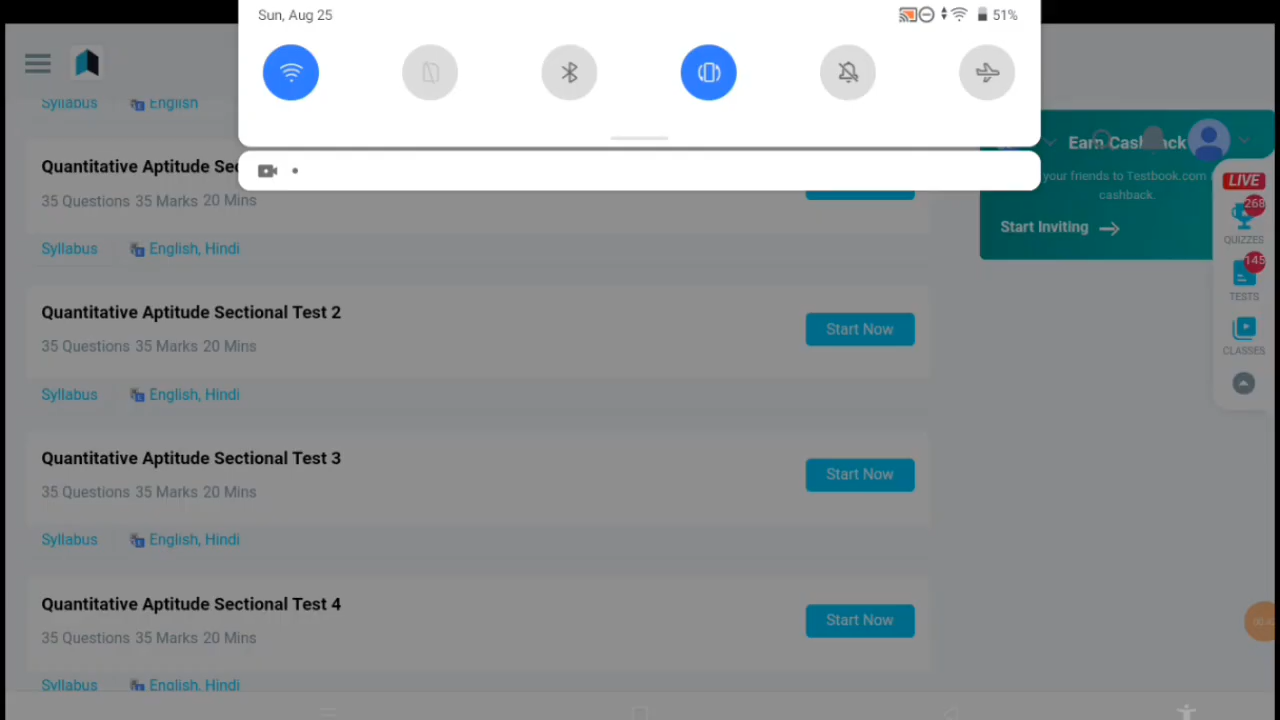 Sun, Aug 25
51%
Syllabus
English
Quantitative Aptitude Sec
35 Questions 35 Marks 20 Mins
Syllabus
English, Hindi
Quantitative Aptitude Sectional Test 2
35 Questions 35 Marks 20 Mins
Start Now
Syllabus
English, Hindi
Quantitative Aptitude Sectional Test 3
35 Questions 35 Marks 20 Mins
Start Now
Syllabus
English, Hindi
Quantitative Aptitude Sectional Test 4
35 Questions 35 Marks 20 Mins
Start Now
Syllabus
English, Hindi
Earn
your friends to Testbook.com
cashback.
Start Inviting
LIVE
268
QUIZZES
145
TESTS
CLASSES